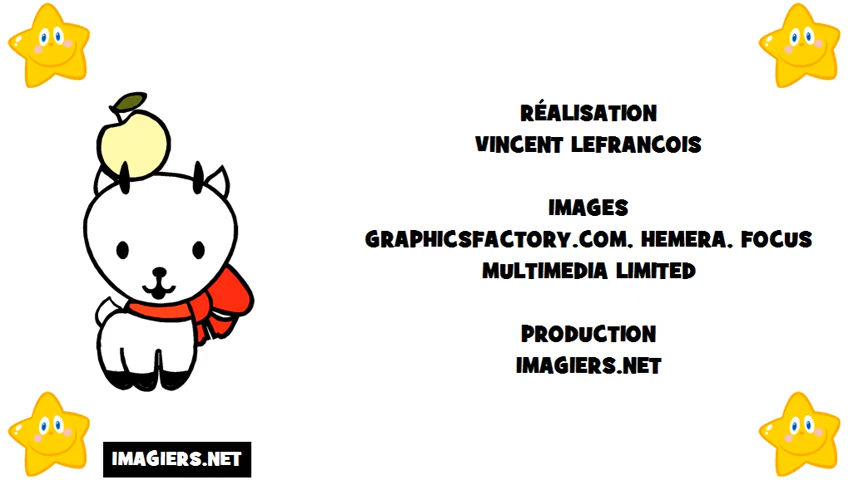 RÉALISATION
VINCENT LEFRANCOIS
IMAGES
GRAPHICSFACTORY.COM, HEMERA, FOCUS
MULTIMEDIA LIMITED
PRODUCTION
IMAGIERS.NET
IMAGIERS.NET